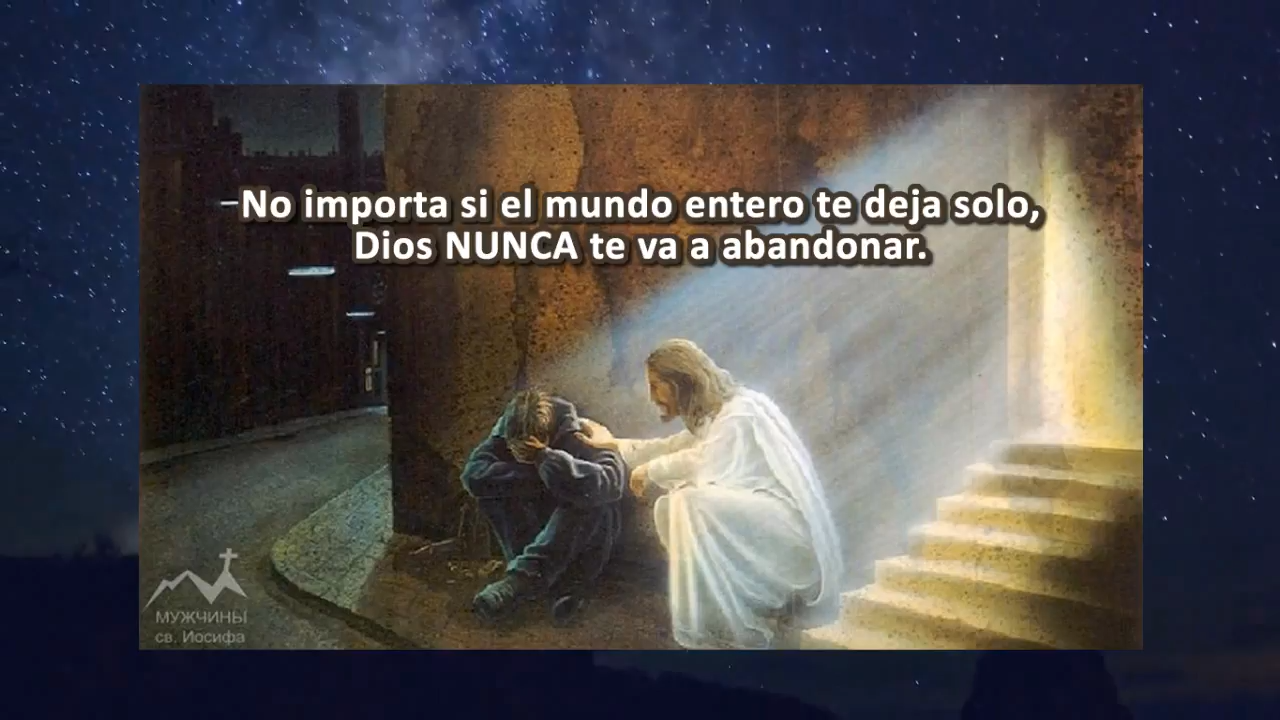 –No importa si el mundo entero te deja solo,
Dios NUNCA te va a abandonar.
МУЖЧИНЫ
св. Иосифа